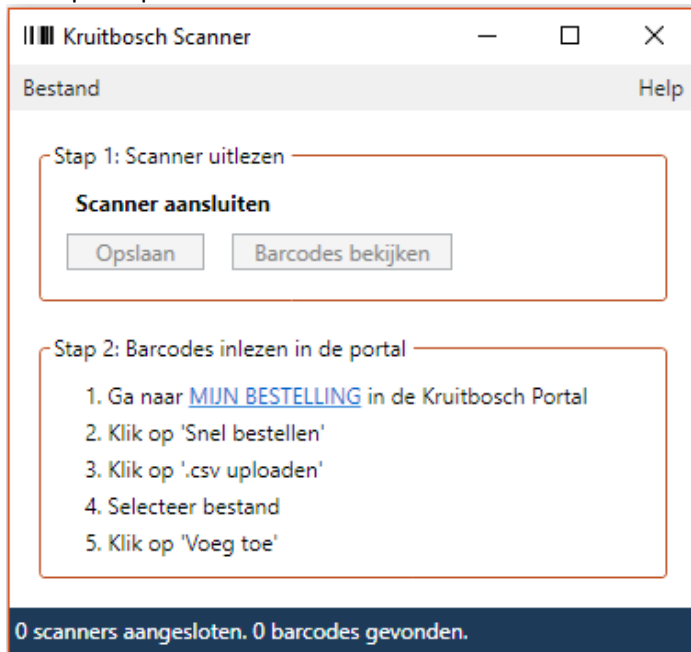 Kruitbosch Scanner
Bestand Help
Stap 1: Scanner uitlezen
Scanner aansluiten
Opslaan Barcodes bekijken
Stap 2: Barcodes inlezen in de portal
1. Ga naar MIJN BESTELLING in de Kruitbosch Portal
2. Klik op 'Snel bestellen'
3. Klik op '.csv uploaden'
4. Selecteer bestand
5. Klik op 'Voeg toe'
0 scanners aangesloten. 0 barcodes gevonden.